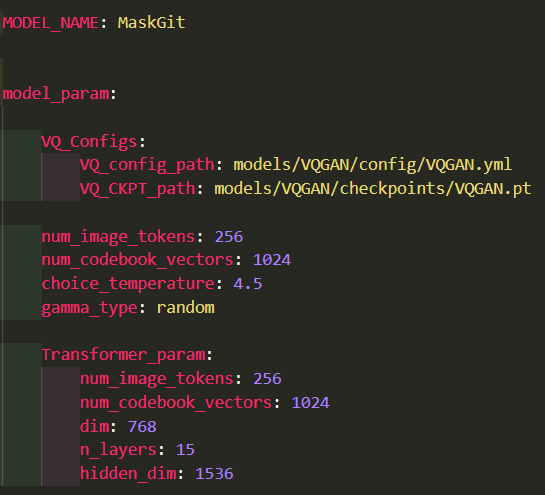 MODEL_NAME: MaskGit
model_param:
VQ_Configs:
VQ_config_path: models/VQGAN/config/VQGAN.yml
VQ_CKPT_path: models/VQGAN/checkpoints/VQGAN.pt
num_image_tokens: 256
num_codebook_vectors: 1024
choice_temperature: 4.5
gamma_type: random
Transformer_param:
num_image_tokens: 256
num_codebook_vectors: 1024
dim: 768
n_layers: 15
hidden_dim: 1536